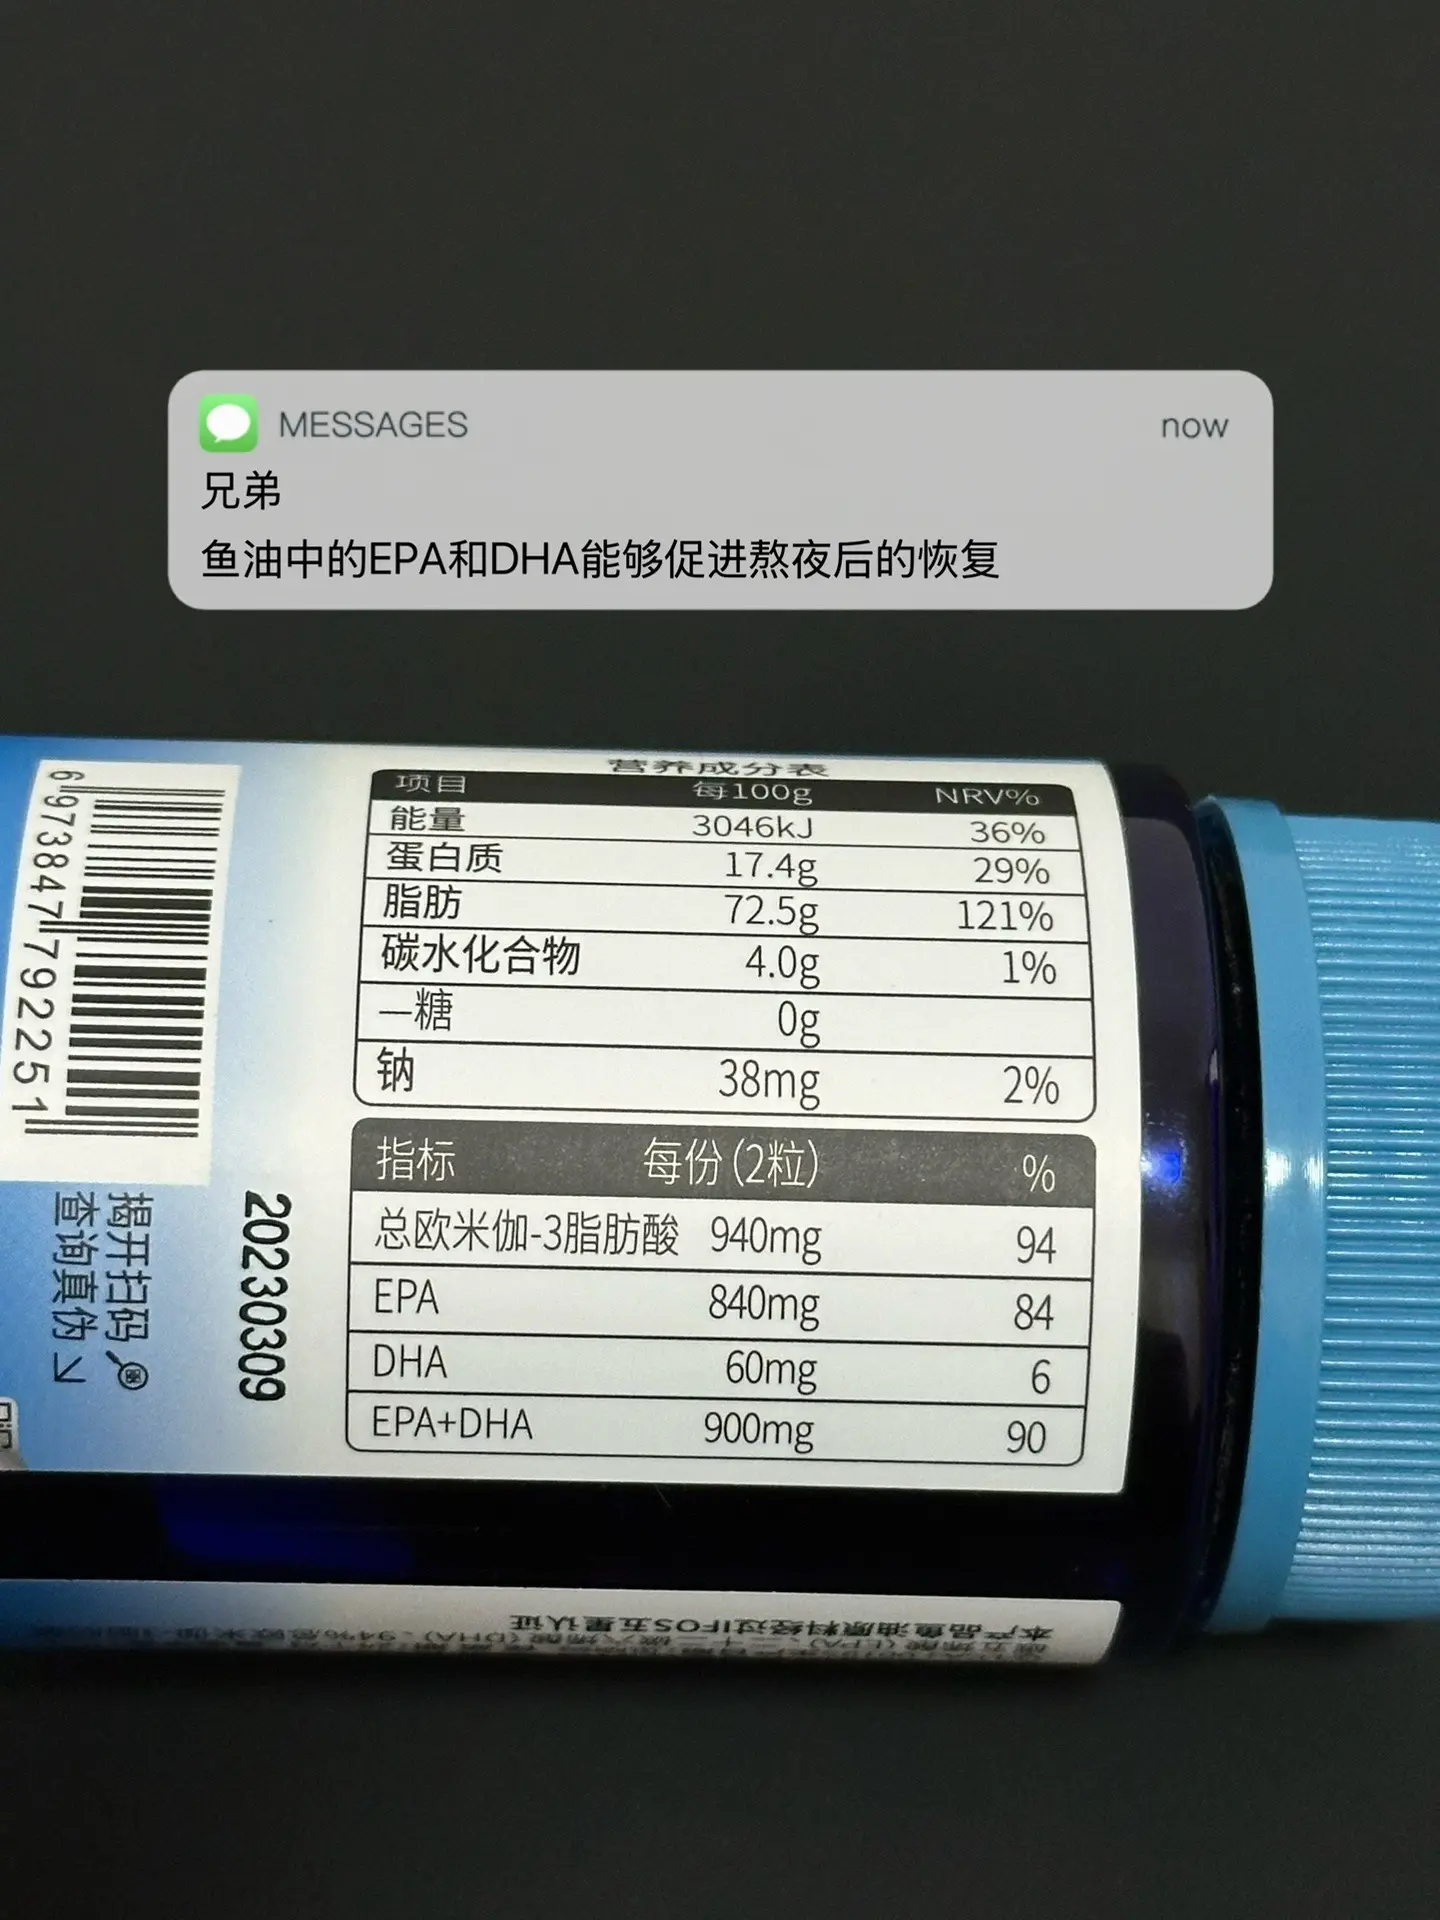 MESSAGES now
兄弟
鱼油中的EPA和DHA能够促进熬夜后的恢复
营养成分表
项目 每100g NRV%
能量 3046kJ 36%
蛋白质 17.4g 29%
脂肪 72.5g 121%
碳水化合物 4.0g 1%
—糖 0g
钠 38mg 2%
指标 每份(2粒) %
总欧米伽-3脂肪酸 940mg 94
EPA 840mg 84
DHA 60mg 6
EPA+DHA 900mg 90
6 973847 792251
揭开扫码
查询真伪
20230309
本产品鱼油原料经过IFOS五星认证